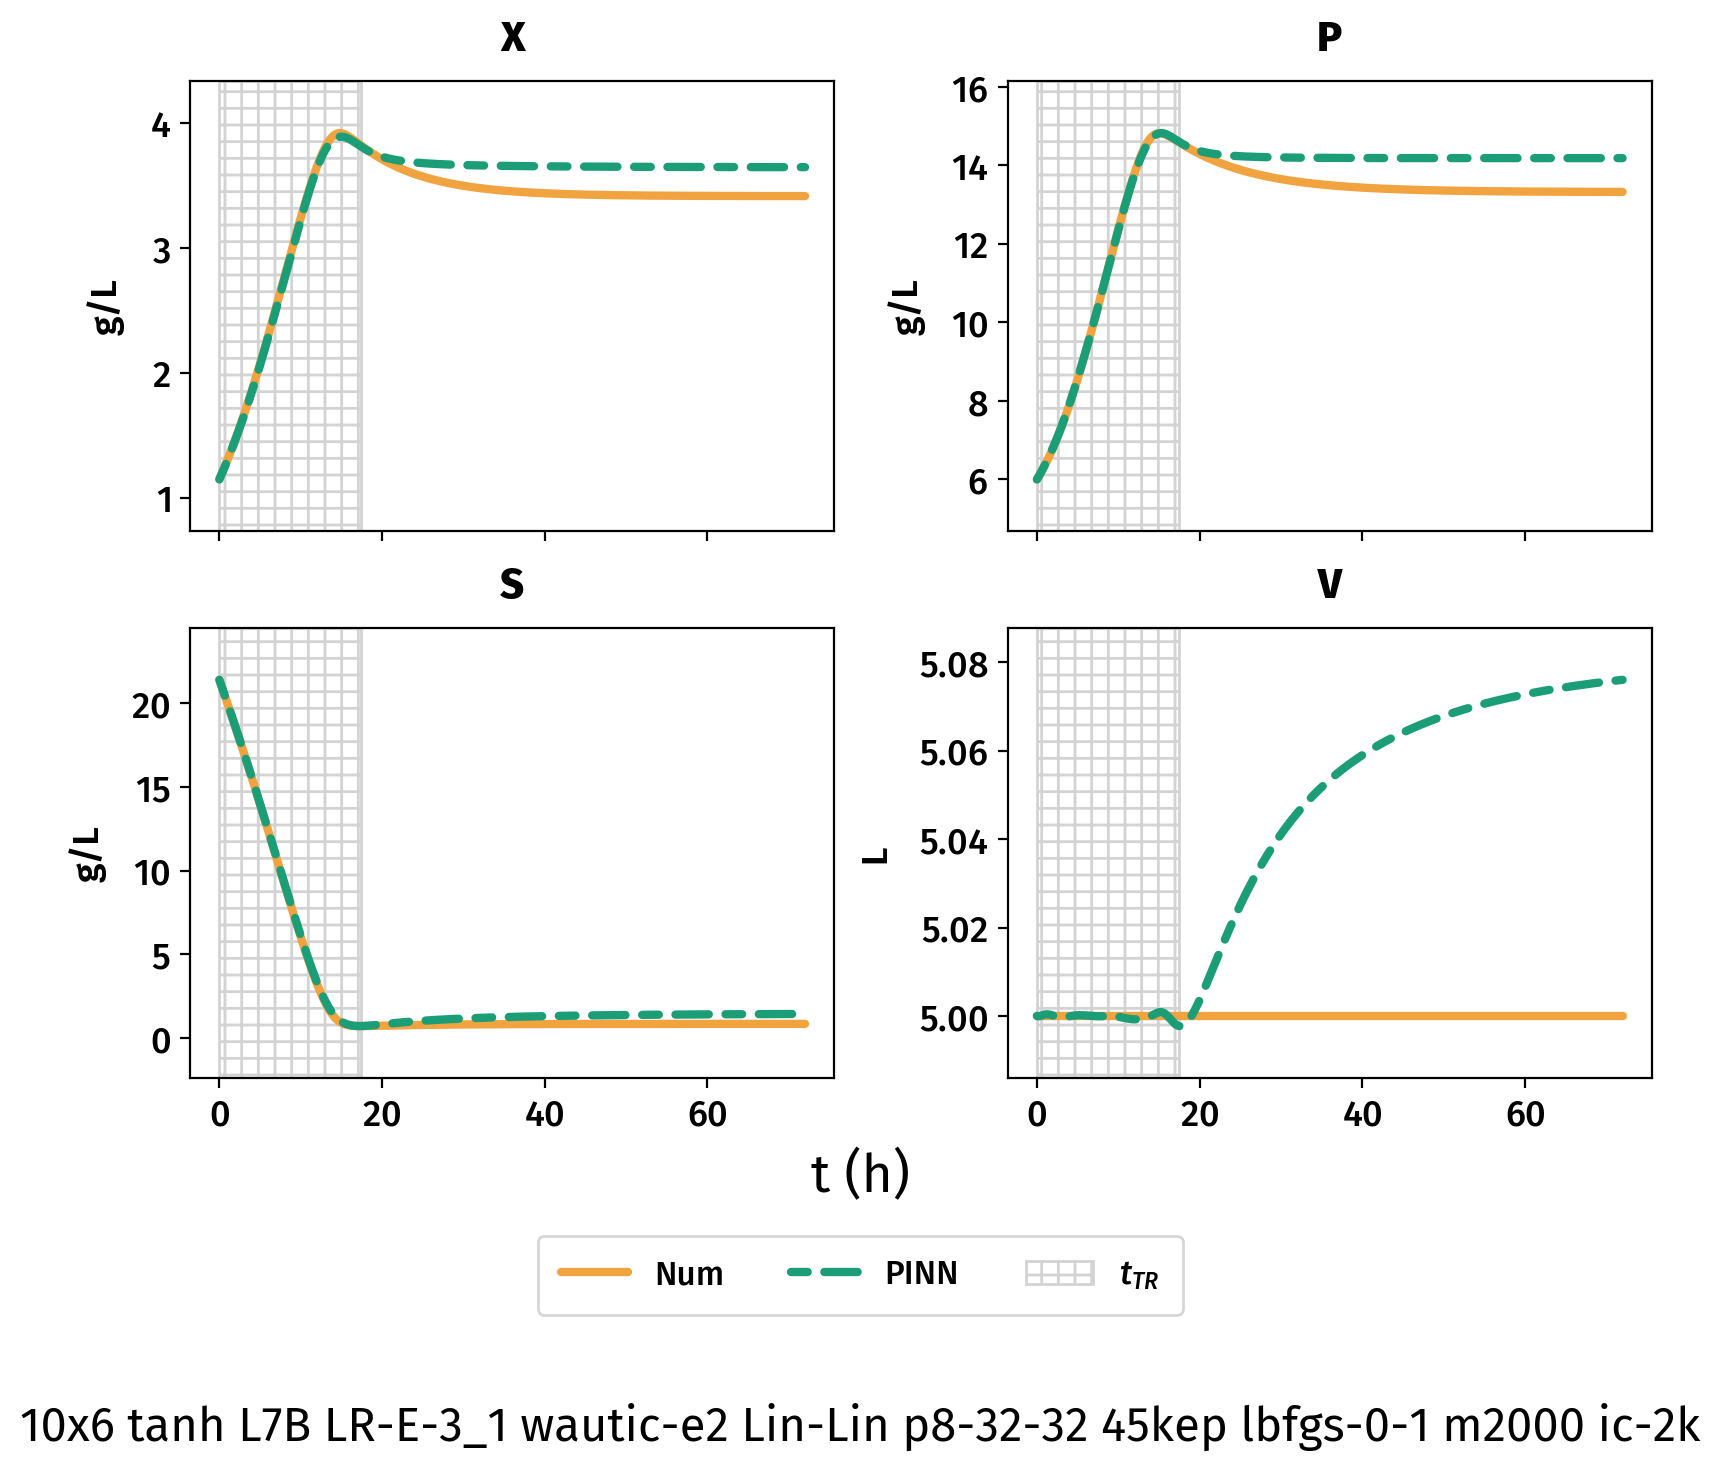 X
4
3
2
1
g/L
P
16
14
12
10
8
6
g/L
S
20
15
10
5
0
g/L
0 20 40 60
V
5.08
5.06
5.04
5.02
5.00
L
0 20 40 60
t (h)
Num PINN t_TR
10x6 tanh L7B LR-E-3_1 wautic-e2 Lin-Lin p8-32-32 45kep lbfgs-0-1 m2000 ic-2k